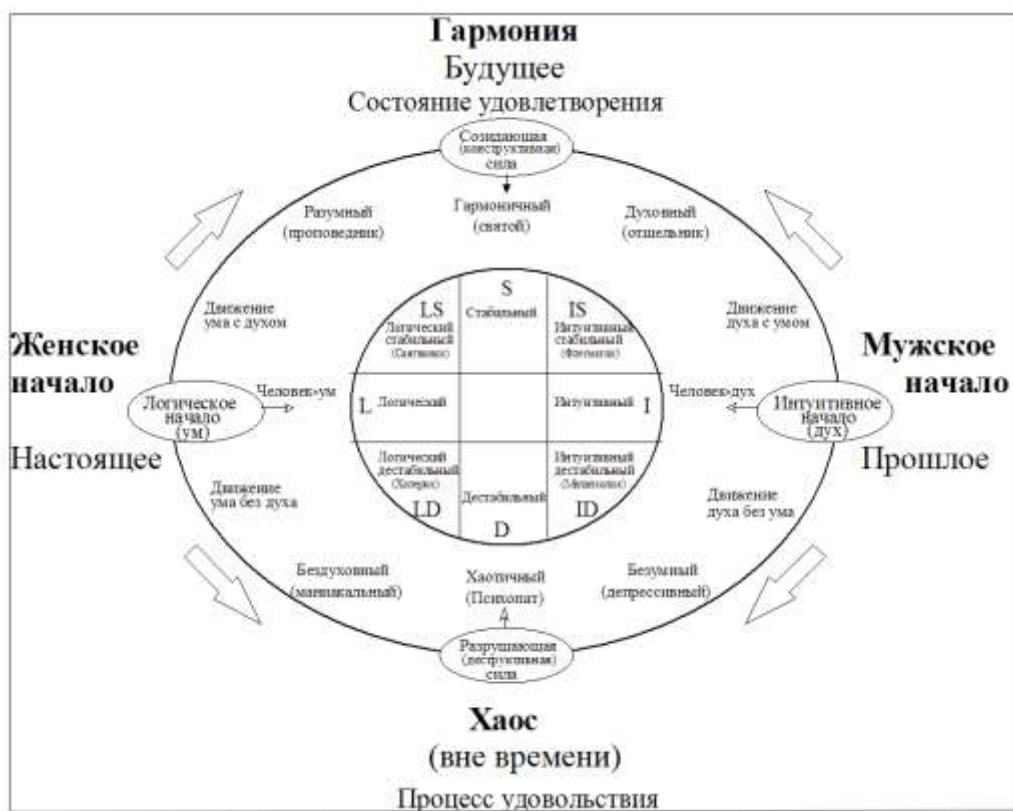 Гармония
Будущее
Состояние удовлетворения
Созидающая
(конструктивная)
сила
Разумный
(проповедник)
Гармоничный
(святой)
Духовный
(отшельник)
Движение
ума с духом
Движение
духа с умом
S
LS
Стабильный
IS
Логический
стабильный
(Сангвиник)
Интуитивный
стабильный
(Флегматик)
Женское
начало
Мужское
начало
Человек»ум
Человек»дух
Логическое
начало
(ум)
L
Логический
Интуитивный
I
Интуитивное
начало
(дух)
Настоящее
Прошлое
Логический
дестабильный
(Холерик)
LD
Интуитивный
дестабильный
(Меланхолик)
ID
Дестабильный
D
Движение
ума без духа
Движение
духа без ума
Бездуховный
(маниакальный)
Хаотичный
(Психопат)
Безумный
(депрессивный)
Разрушающая
(деструктивная)
сила
Хаос
(вне времени)
Процесс удовольствия